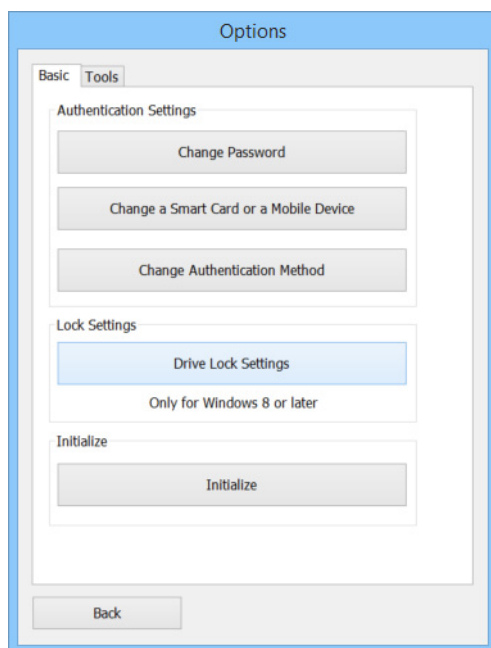 Options
Basic Tools
Authentication Settings
Change Password
Change a Smart Card or a Mobile Device
Change Authentication Method
Lock Settings
Drive Lock Settings
Only for Windows 8 or later
Initialize
Initialize
Back